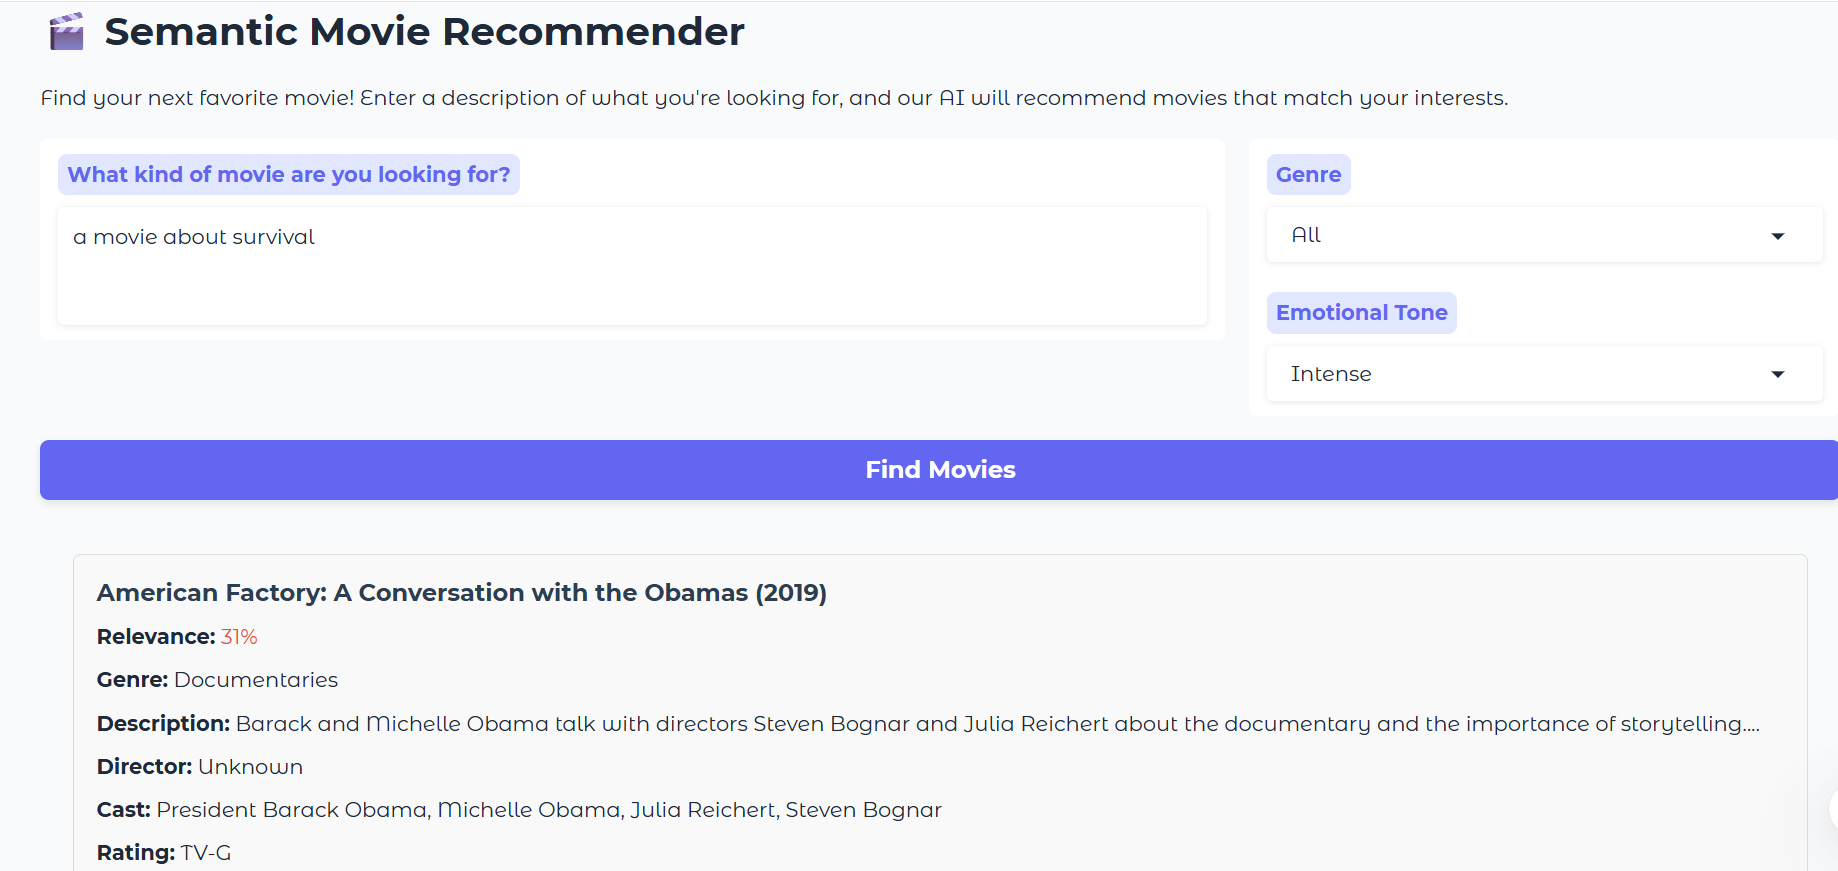 Semantic Movie Recommender
Find your next favorite movie! Enter a description of what you're looking for, and our AI will recommend movies that match your interests.
What kind of movie are you looking for?
a movie about survival
Genre
All
Emotional Tone
Intense
Find Movies
American Factory: A Conversation with the Obamas (2019)
Relevance: 31%
Genre: Documentaries
Description: Barack and Michelle Obama talk with directors Steven Bognar and Julia Reichert about the documentary and the importance of storytelling....
Director: Unknown
Cast: President Barack Obama, Michelle Obama, Julia Reichert, Steven Bognar
Rating: TV-G